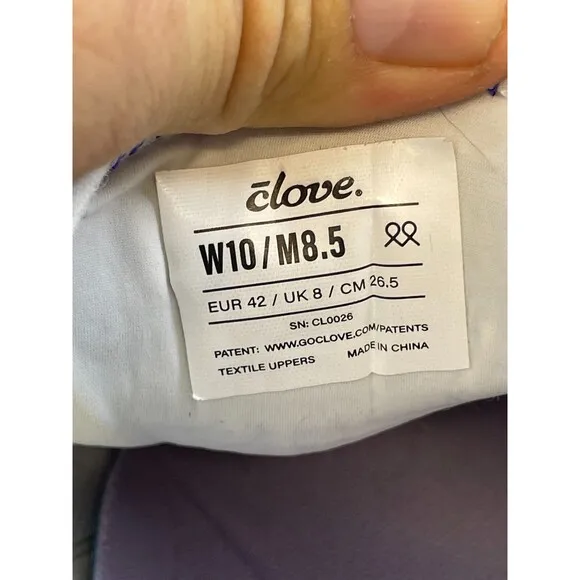 clove.
W10/M8.5
EUR 42 / UK 8 / CM 26.5
SN: CL0026
PATENT: WWW.GOCLOVE.COM/PATENTS
TEXTILE UPPERS MADE IN CHINA